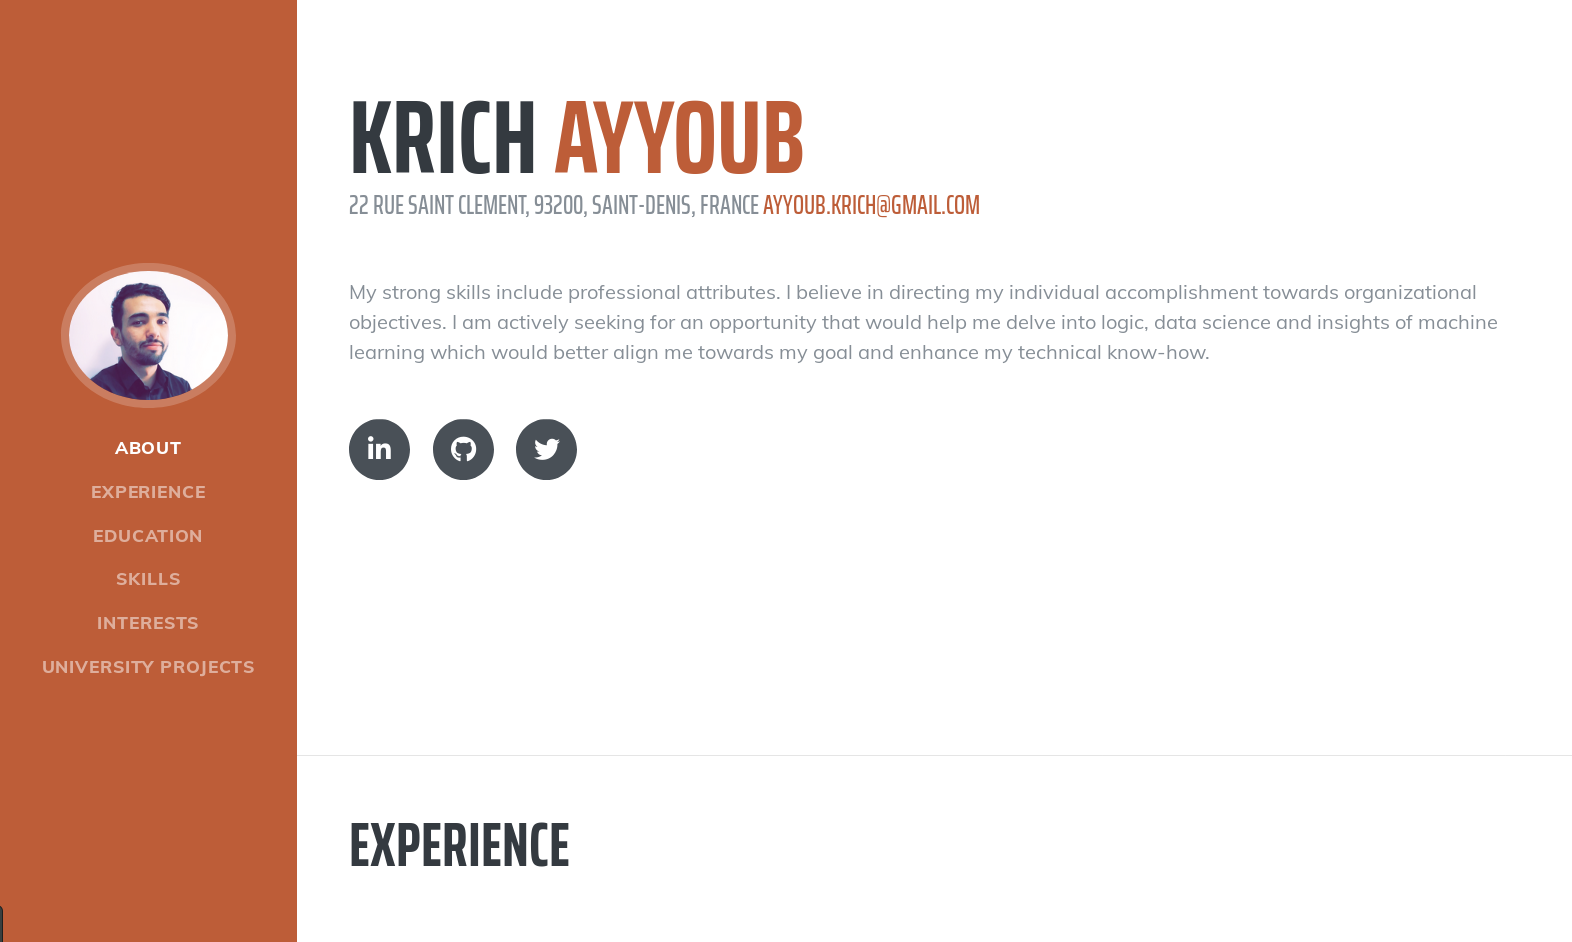 ABOUT
EXPERIENCE
EDUCATION
SKILLS
INTERESTS
UNIVERSITY PROJECTS
KRICH AYYOUB
22 RUE SAINT CLEMENT, 93200, SAINT-DENIS, FRANCE AYYOUB.KRICH@GMAIL.COM
My strong skills include professional attributes. I believe in directing my individual accomplishment towards organizational
objectives. I am actively seeking for an opportunity that would help me delve into logic, data science and insights of machine
learning which would better align me towards my goal and enhance my technical know-how.
in
EXPERIENCE